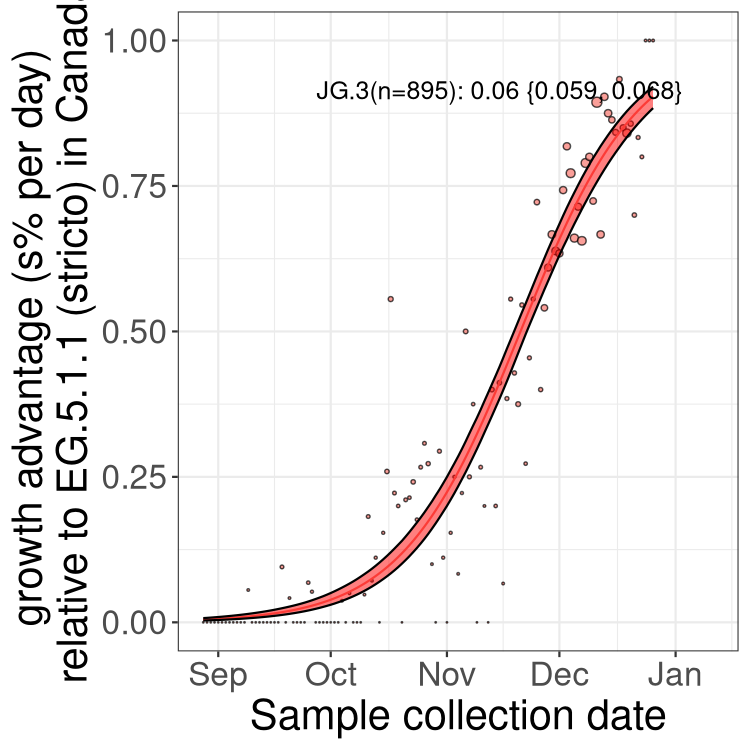 growth advantage (s% per day)
relative to EG.5.1.1 (stricto) in Canada
1.00
0.75
0.50
0.25
0.00
JG.3(n=895): 0.06 {0.059, 0.068}
Sep Oct Nov Dec Jan
Sample collection date